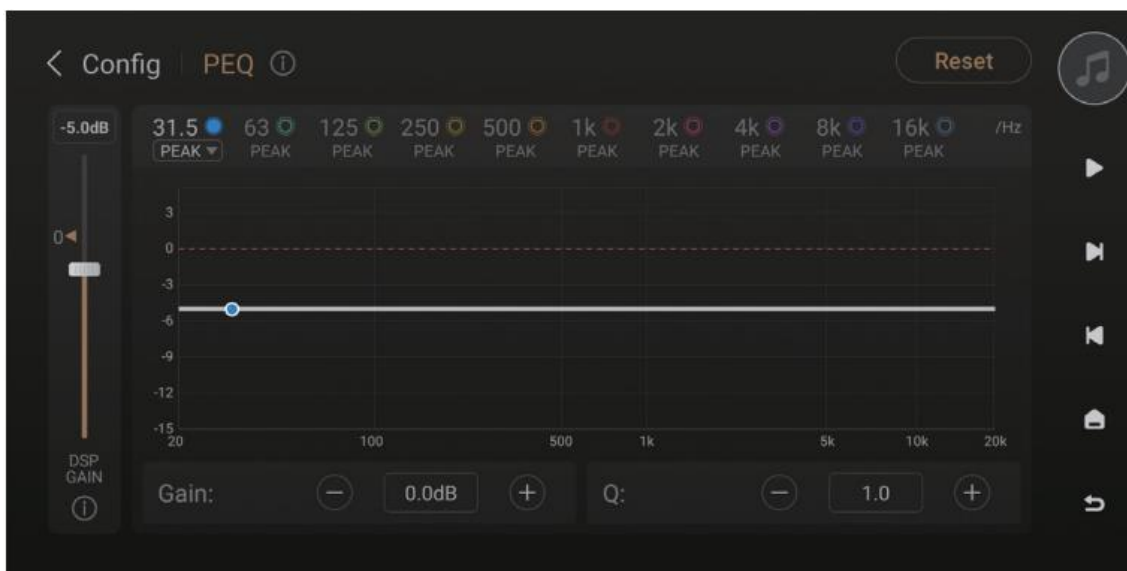 Config PEQ Reset
-5.0dB
31.5 63 125 250 500 1k 2k 4k 8k 16k /Hz
PEAK PEAK PEAK PEAK PEAK PEAK PEAK PEAK PEAK PEAK
3
0
0
-3
-6
-9
-12
-15
20 100 500 1k 5k 10k 20k
DSP
GAIN
Gain: 0.0dB Q: 1.0